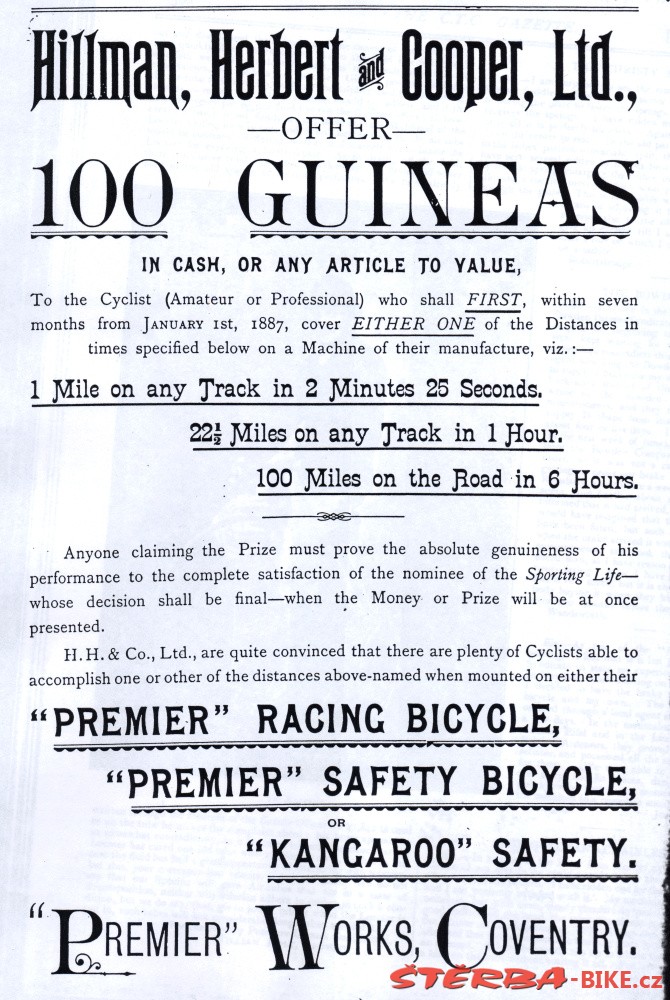 Hillman, Herbert and Cooper, Ltd.,
—OFFER—
100 GUINEAS
IN CASH, OR ANY ARTICLE TO VALUE,
To the Cyclist (Amateur or Professional) who shall FIRST, within seven
months from JANUARY 1st, 1887, cover EITHER ONE of the Distances in
times specified below on a Machine of their manufacture, viz.:—
1 Mile on any Track in 2 Minutes 25 Seconds.
22½ Miles on any Track in 1 Hour.
100 Miles on the Road in 6 Hours.
Anyone claiming the Prize must prove the absolute genuineness of his
performance to the complete satisfaction of the nominee of the Sporting Life—
whose decision shall be final—when the Money or Prize will be at once
presented.
H.H. & Co., Ltd., are quite convinced that there are plenty of Cyclists able to
accomplish one or other of the distances above-named when mounted on either their
"PREMIER" RACING BICYCLE,
"PREMIER" SAFETY BICYCLE,
OR
"KANGAROO" SAFETY.
"PREMIER" WORKS, COVENTRY.
ŠTERBA-BIKE.cz